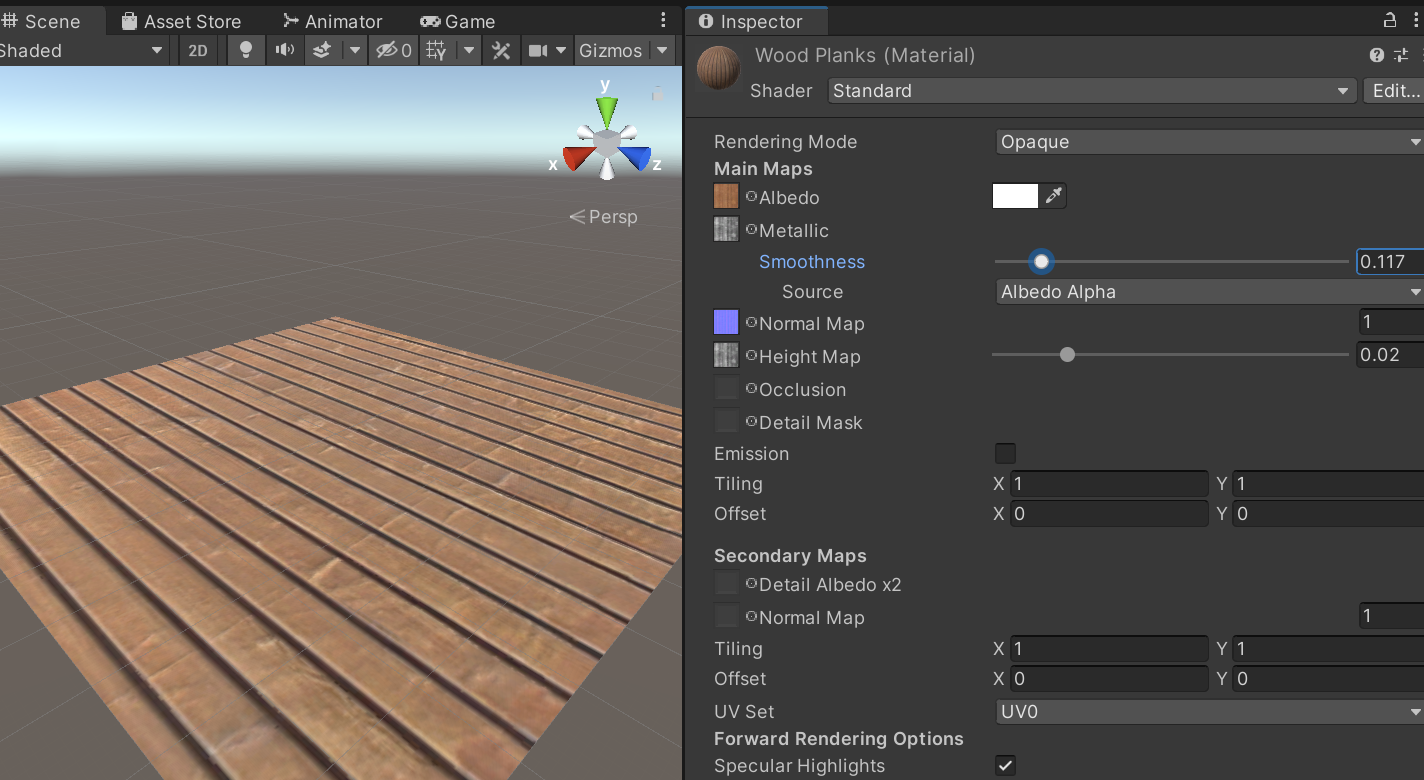 Scene Asset Store Animator Game
Shaded 2D 0 Gizmos
y
x z
Persp
Inspector
Wood Planks (Material)
Shader Standard Edit...
Rendering Mode Opaque
Main Maps
Albedo
Metallic
Smoothness 0.117
Source Albedo Alpha
Normal Map 1
Height Map 0.02
Occlusion
Detail Mask
Emission
Tiling X 1 Y 1
Offset X 0 Y 0
Secondary Maps
Detail Albedo x2
Normal Map 1
Tiling X 1 Y 1
Offset X 0 Y 0
UV Set UV0
Forward Rendering Options
Specular Highlights